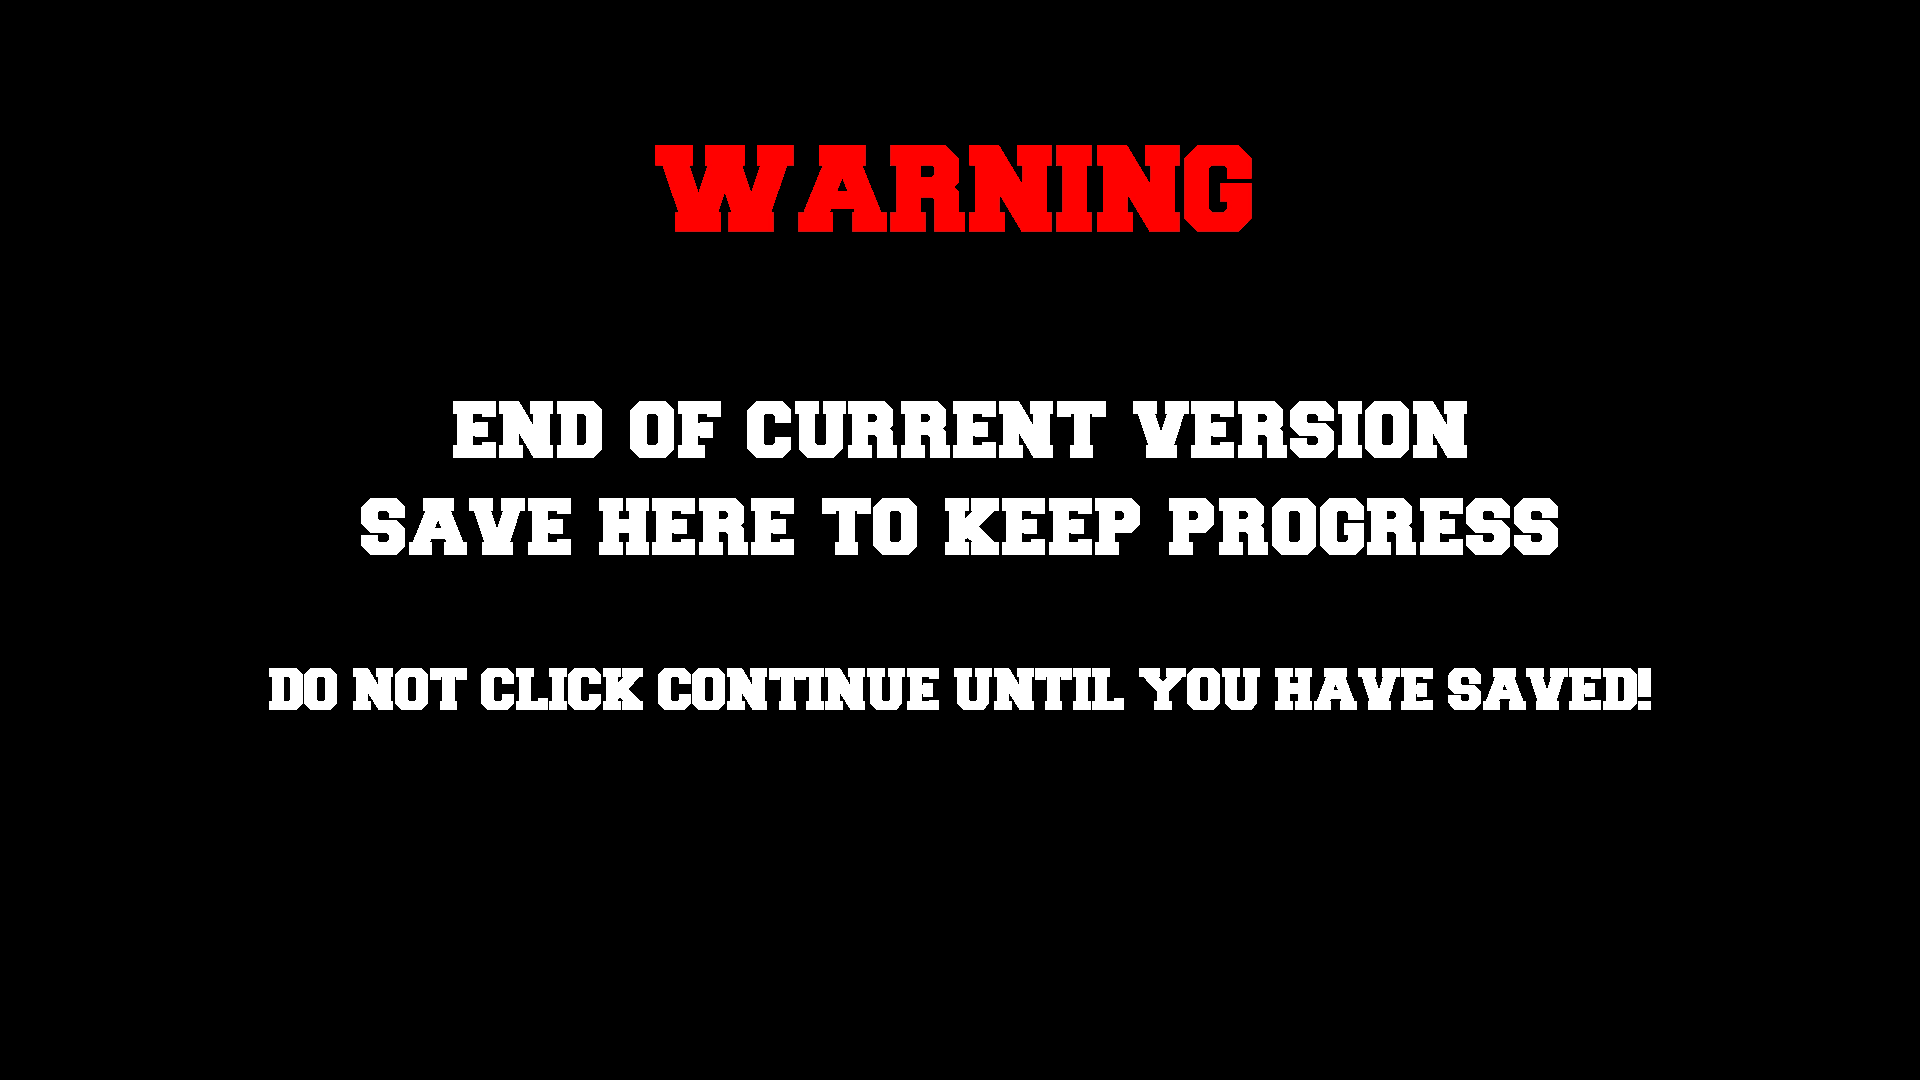 WARNING
END OF CURRENT VERSION
SAVE HERE TO KEEP PROGRESS
DO NOT CLICK CONTINUE UNTIL YOU HAVE SAVED!